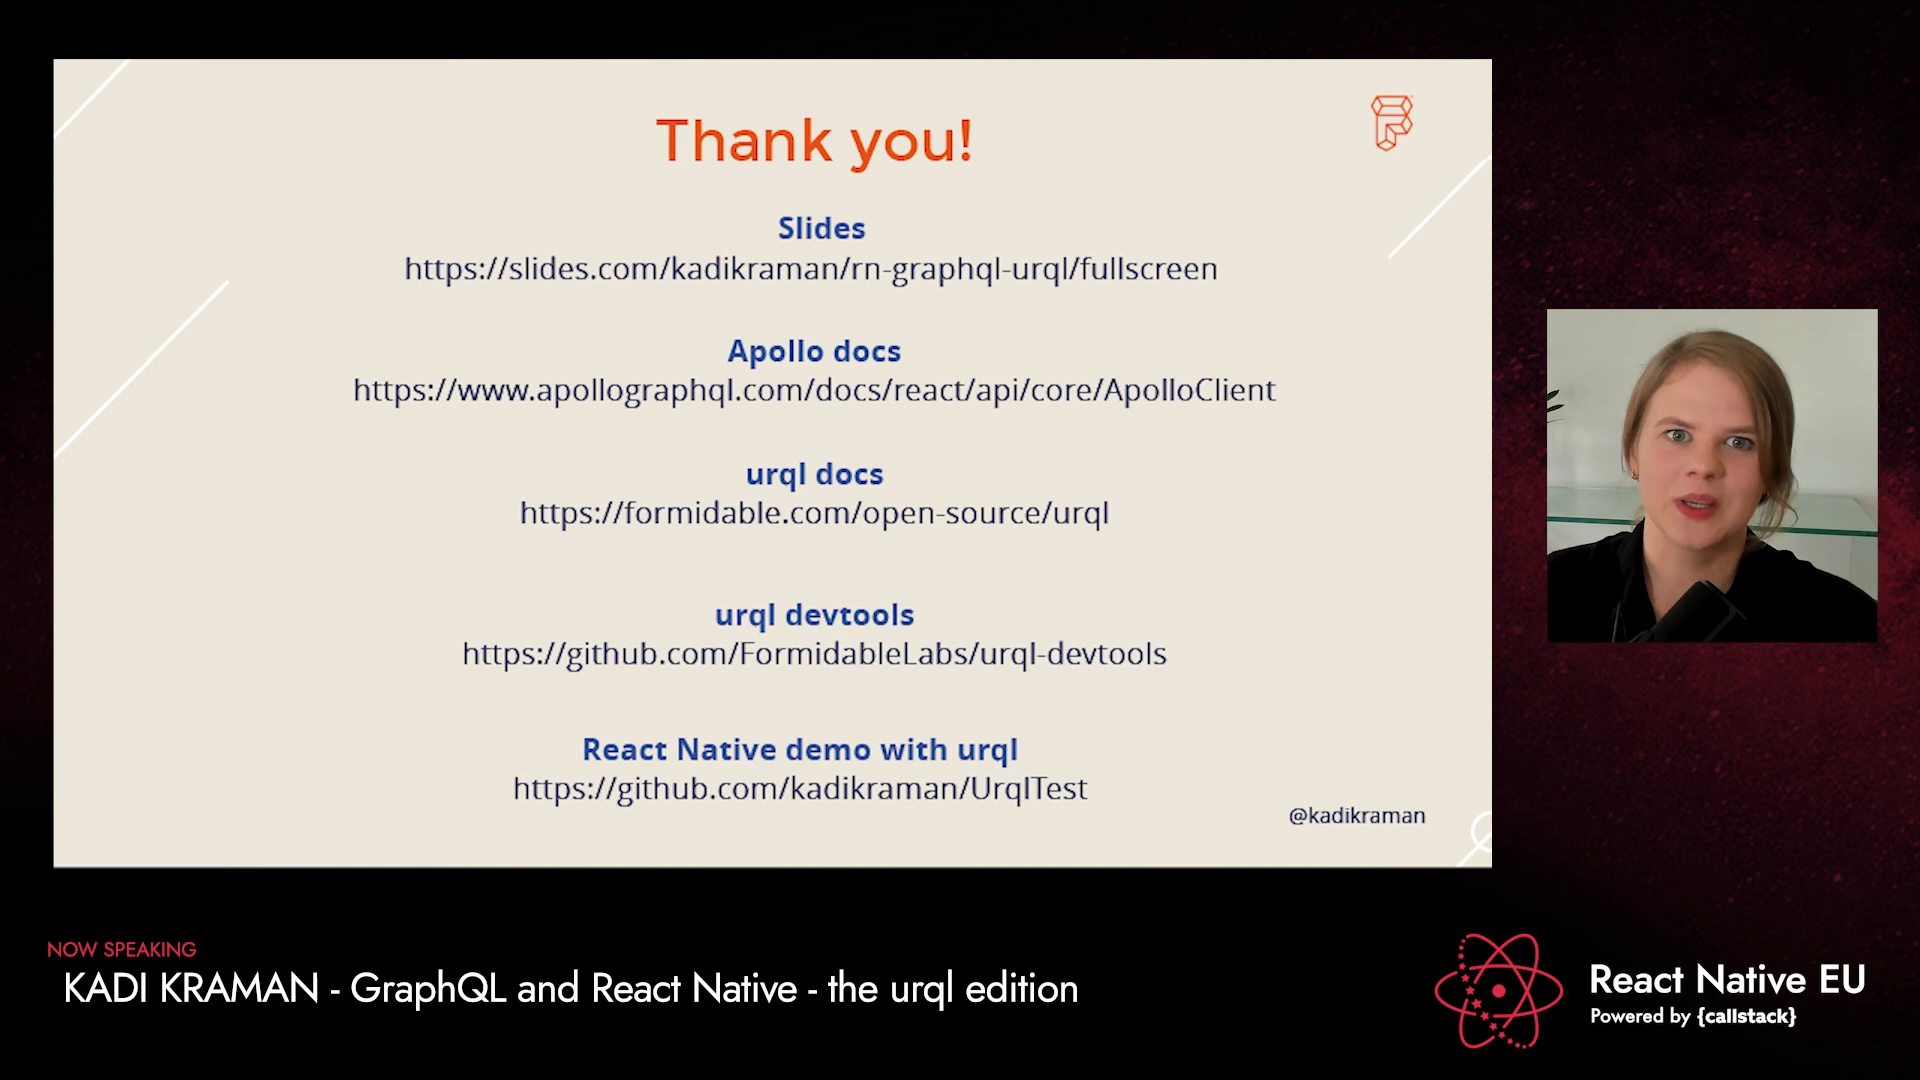 Thank you!
Slides
https://slides.com/kadikraman/rn-graphql-urql/fullscreen
Apollo docs
https://www.apollographql.com/docs/react/api/core/ApolloClient
urql docs
https://formidable.com/open-source/urql
urql devtools
https://github.com/FormidableLabs/urql-devtools
React Native demo with urql
https://github.com/kadikraman/UrqlTest
@kadikraman
NOW SPEAKING
KADI KRAMAN - GraphQL and React Native - the urql edition
React Native EU
Powered by {callstack}